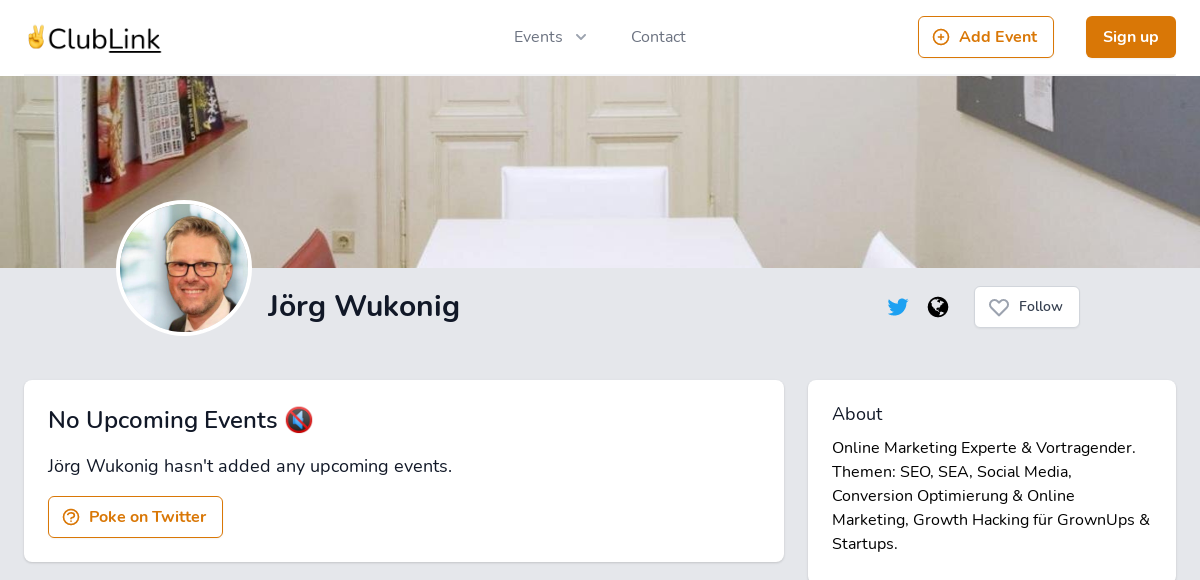 ✌️ClubLink
Events
Contact
Add Event
Sign up
Jörg Wukonig
Follow
No Upcoming Events 🔇
Jörg Wukonig hasn't added any upcoming events.
Poke on Twitter
About
Online Marketing Experte & Vortragender.
Themen: SEO, SEA, Social Media,
Conversion Optimierung & Online
Marketing, Growth Hacking für GrownUps &
Startups.